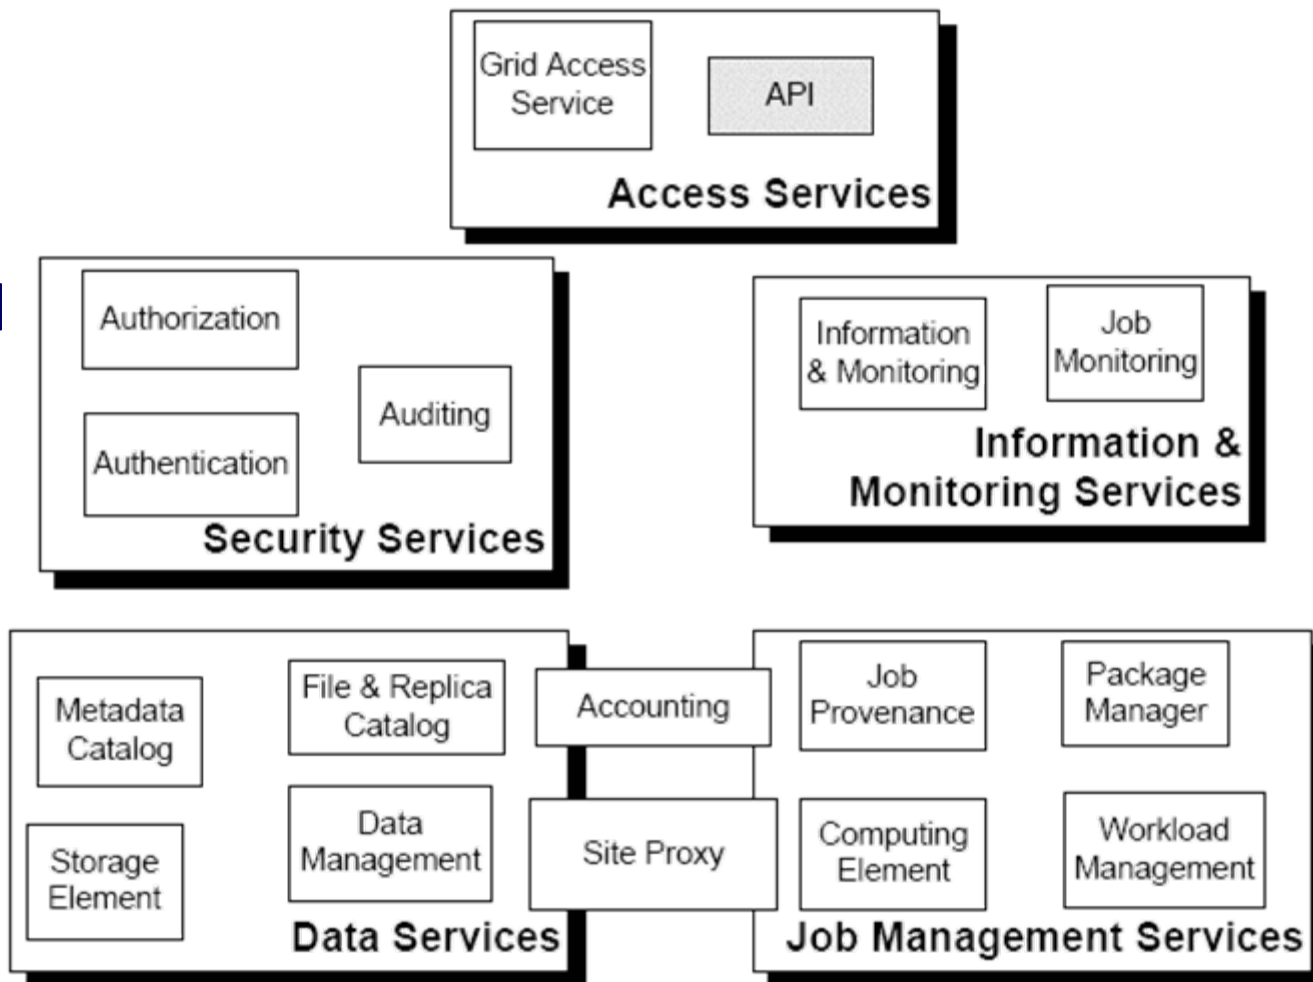 Grid Access
Service
API
Access Services
Authorization
Auditing
Authentication
Security Services
Information
& Monitoring
Job
Monitoring
Information &
Monitoring Services
Metadata
Catalog
File & Replica
Catalog
Storage
Element
Data
Management
Data Services
Accounting
Site Proxy
Job
Provenance
Package
Manager
Computing
Element
Workload
Management
Job Management Services